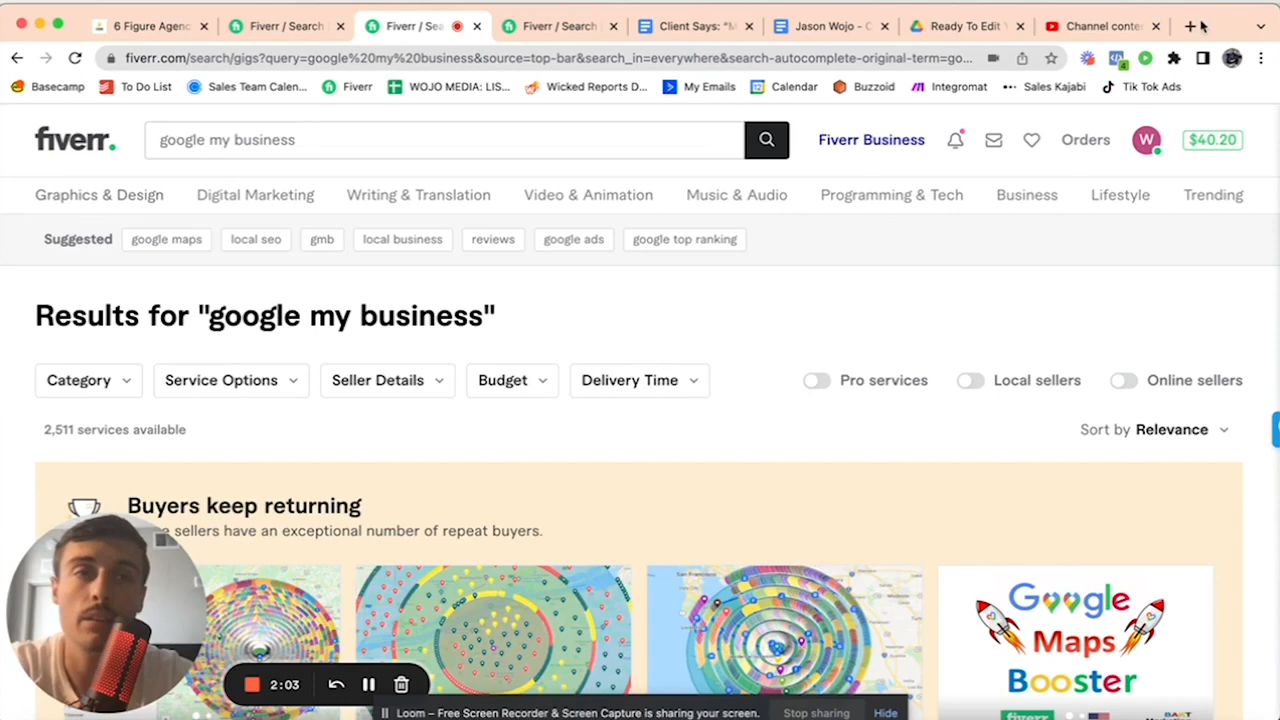 6 Figure Agenc
Fiverr / Search
Fiverr / Sea
Fiverr / Search
Client Says: "M
Jason Wojo - C
Ready To Edit
Channel conte
fiverr.com/search/gigs?query=google%20my%20business&source=top-bar&search_in=everywhere&search-autocomplete-original-term=goo...
4
Basecamp
To Do List
Sales Team Calen...
Fiverr
WOJO MEDIA: LIS...
Wicked Reports D...
My Emails
Calendar
Buzzoid
Integromat
Sales Kajabi
Tik Tok Ads
fiverr.
google my business
Fiverr Business
Orders
W
$40.20
Graphics & Design
Digital Marketing
Writing & Translation
Video & Animation
Music & Audio
Programming & Tech
Business
Lifestyle
Trending
Suggested
google maps
local seo
gmb
local business
reviews
google ads
google top ranking
Results for "google my business"
Category
Service Options
Seller Details
Budget
Delivery Time
Pro services
Local sellers
Online sellers
2,511 services available
Sort by Relevance
Buyers keep returning
sellers have an exceptional number of repeat buyers.
San Francisco
Google
Maps
Booster
fiverr
2:03
Loom – Free Screen Recorder & Screen Capture is sharing your screen.
Stop sharing
Hide